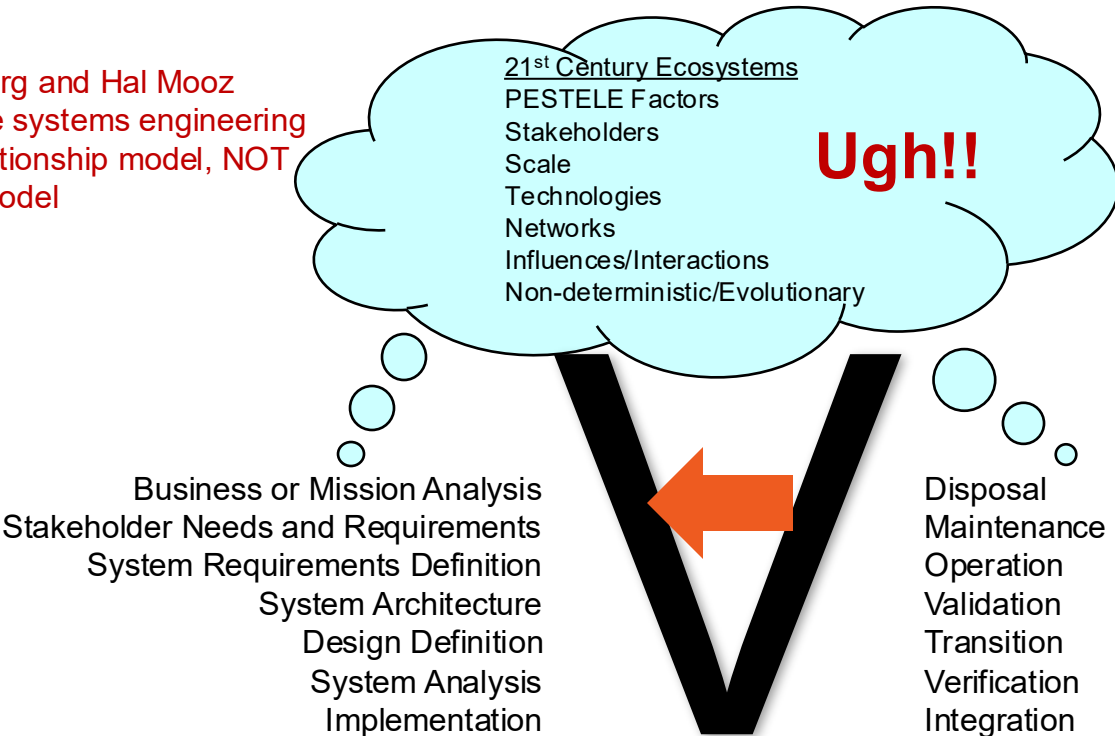 rg and Hal Mooz
e systems engineering
tionship model, NOT
odel
21st Century Ecosystems
PESTELE Factors
Stakeholders
Scale
Technologies
Networks
Influences/Interactions
Non-deterministic/Evolutionary
Ugh!!
Business or Mission Analysis
Stakeholder Needs and Requirements
System Requirements Definition
System Architecture
Design Definition
System Analysis
Implementation
Disposal
Maintenance
Operation
Validation
Transition
Verification
Integration